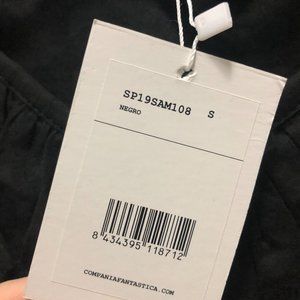 SP19SAM108 S
NEGRO
8 434395 118712
COMPANIAFANTASTICA.COM